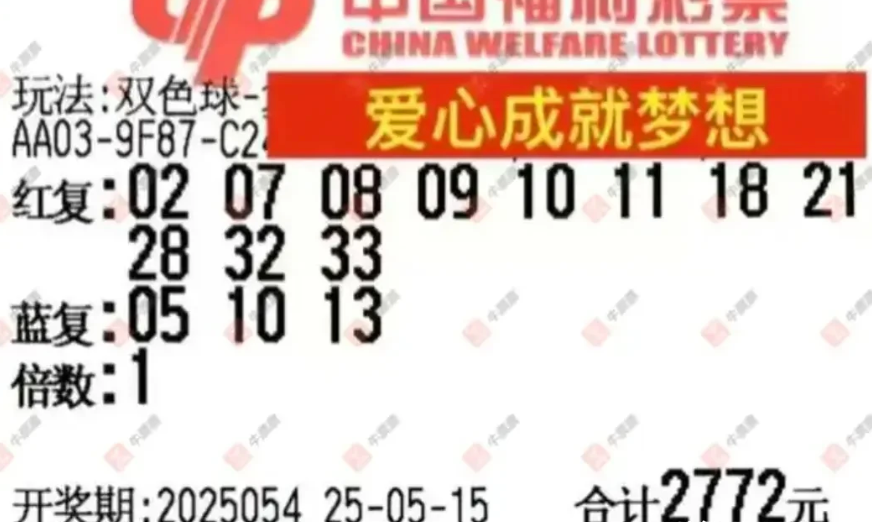 中国福利彩票
CHINA WELFARE LOTTERY
玩法:双色球-
爱心成就梦想
AA03-9F87-C2
红复:02 07 08 09 10 11 18 21
28 32 33
蓝复:05 10 13
倍数:1
开奖期:2025054 25-05-15 合计2772元